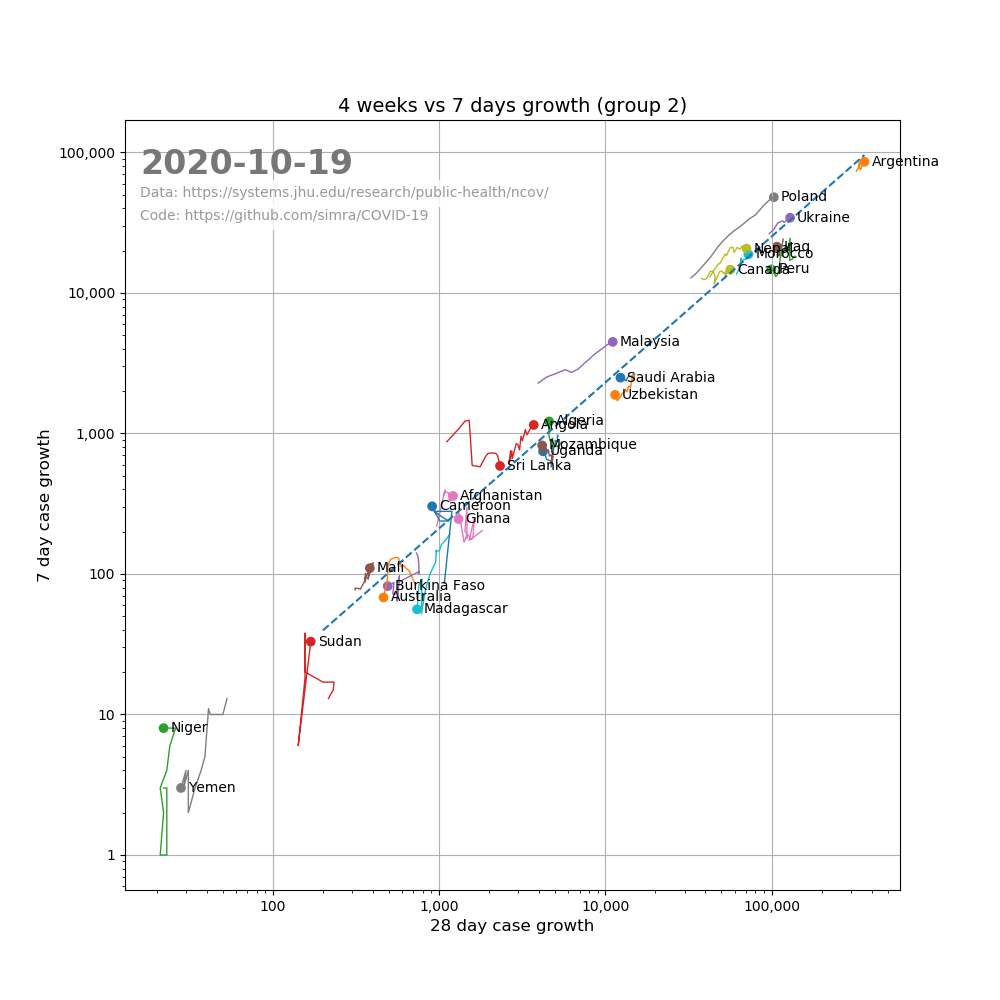 4 weeks vs 7 days growth (group 2)
2020-10-19
Data: https://systems.jhu.edu/research/public-health/ncov/
Code: https://github.com/simra/COVID-19
100,000
10,000
1,000
100
10
1
7 day case growth
Argentina
Poland
Ukraine
Iraq
Nepal
Morocco
Canada
Peru
Malaysia
Saudi Arabia
Uzbekistan
Algeria
Angola
Mozambique
Uganda
Sri Lanka
Afghanistan
Cameroon
Ghana
Mali
Burkina Faso
Australia
Madagascar
Sudan
Niger
Yemen
100
1,000
10,000
100,000
28 day case growth